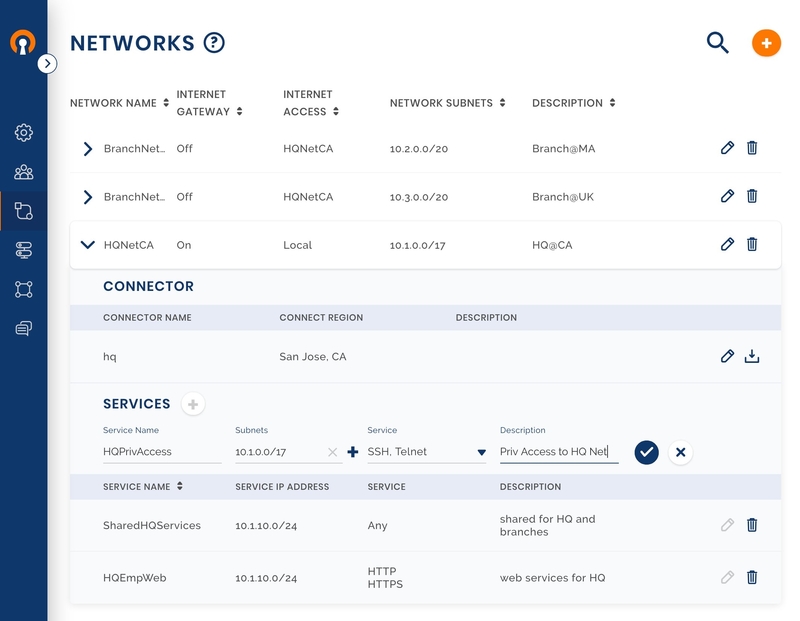 NETWORKS ?
NETWORK NAME INTERNET GATEWAY INTERNET ACCESS NETWORK SUBNETS DESCRIPTION
BranchNet... Off HQNetCA 10.2.0.0/20 Branch@MA
BranchNet... Off HQNetCA 10.3.0.0/20 Branch@UK
HQNetCA On Local 10.1.0.0/17 HQ@CA
CONNECTOR
CONNECTOR NAME CONNECT REGION DESCRIPTION
hq San Jose, CA
SERVICES
Service Name Subnets Service Description
HQPrivAccess 10.1.0.0/17 SSH, Telnet Priv Access to HQ Net
SERVICE NAME SERVICE IP ADDRESS SERVICE DESCRIPTION
SharedHQServices 10.1.10.0/24 Any shared for HQ and
branches
HQEmpWeb 10.1.10.0/24 HTTP web services for HQ
HTTPS